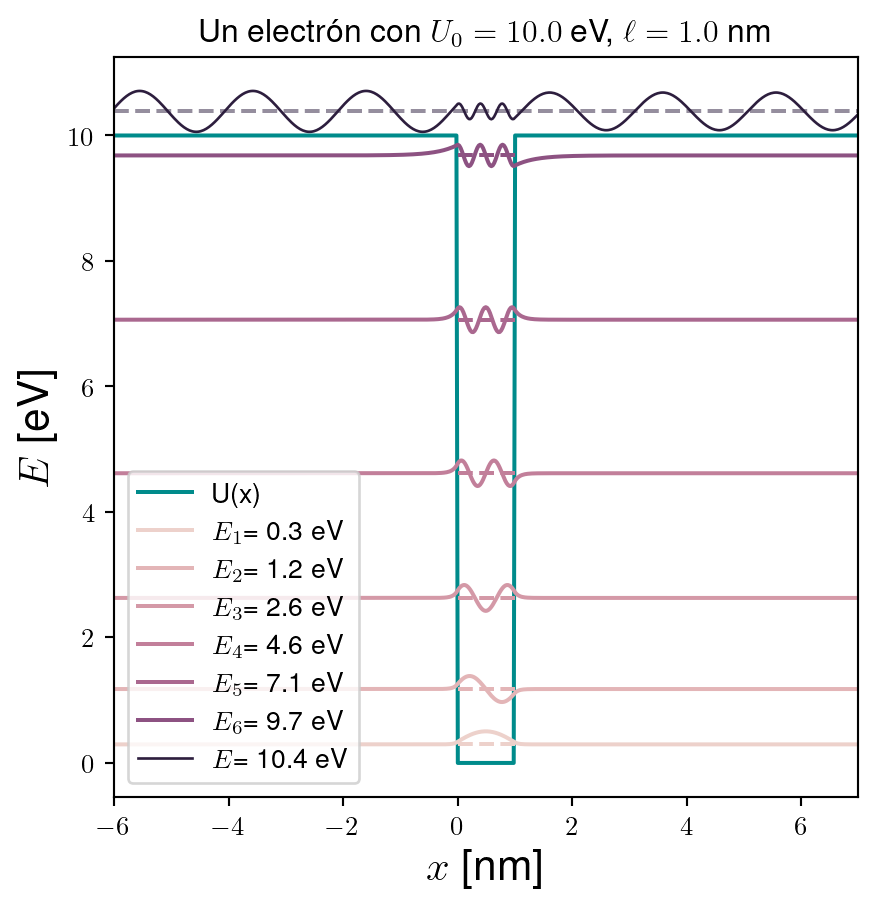 Un electrón con U₀ = 10.0 eV, ℓ = 1.0 nm
E [eV]
10
8
6
4
2
0
U(x)
E₁= 0.3 eV
E₂= 1.2 eV
E₃= 2.6 eV
E₄= 4.6 eV
E₅= 7.1 eV
E₆= 9.7 eV
E= 10.4 eV
−6 −4 −2 0 2 4 6
x [nm]